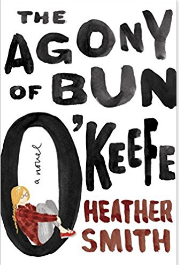 THE
AGONY
OF BUN
O'KEEFE
a novel
HEATHER
SMITH